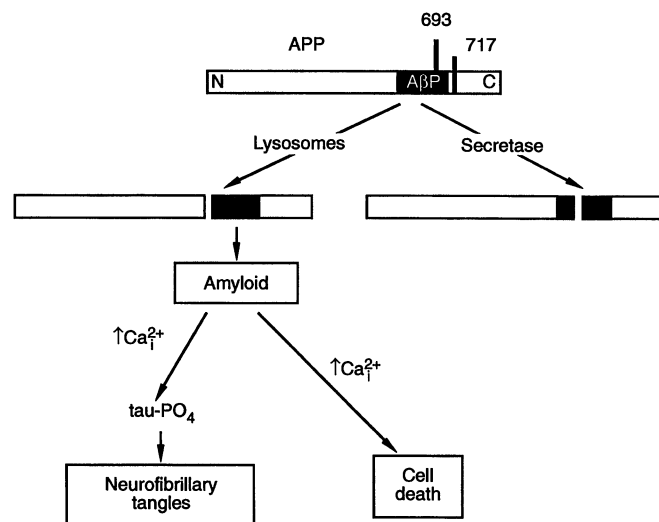 693
APP
717
N
AβP
C
Lysosomes
Secretase
Amyloid
↑Ca²⁺ᵢ
↑Ca²⁺ᵢ
tau-PO₄
Neurofibrillary
tangles
Cell
death